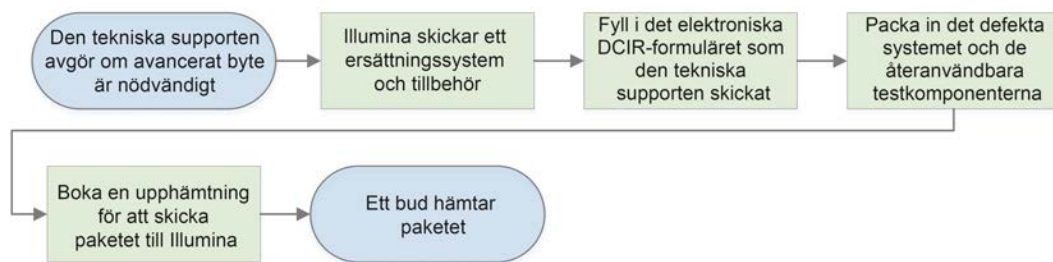 Den tekniska supporten
avgör om avancerat byte
är nödvändigt
Illumina skickar ett
ersättningssystem
och tillbehör
Fyll i det elektroniska
DCIR-formuläret som
den tekniska
supporten skickat
Packa in det defekta
systemet och de
återanvändbara
testkomponenterna
Boka en upphämtning
för att skicka
paketet till Illumina
Ett bud hämtar
paketet